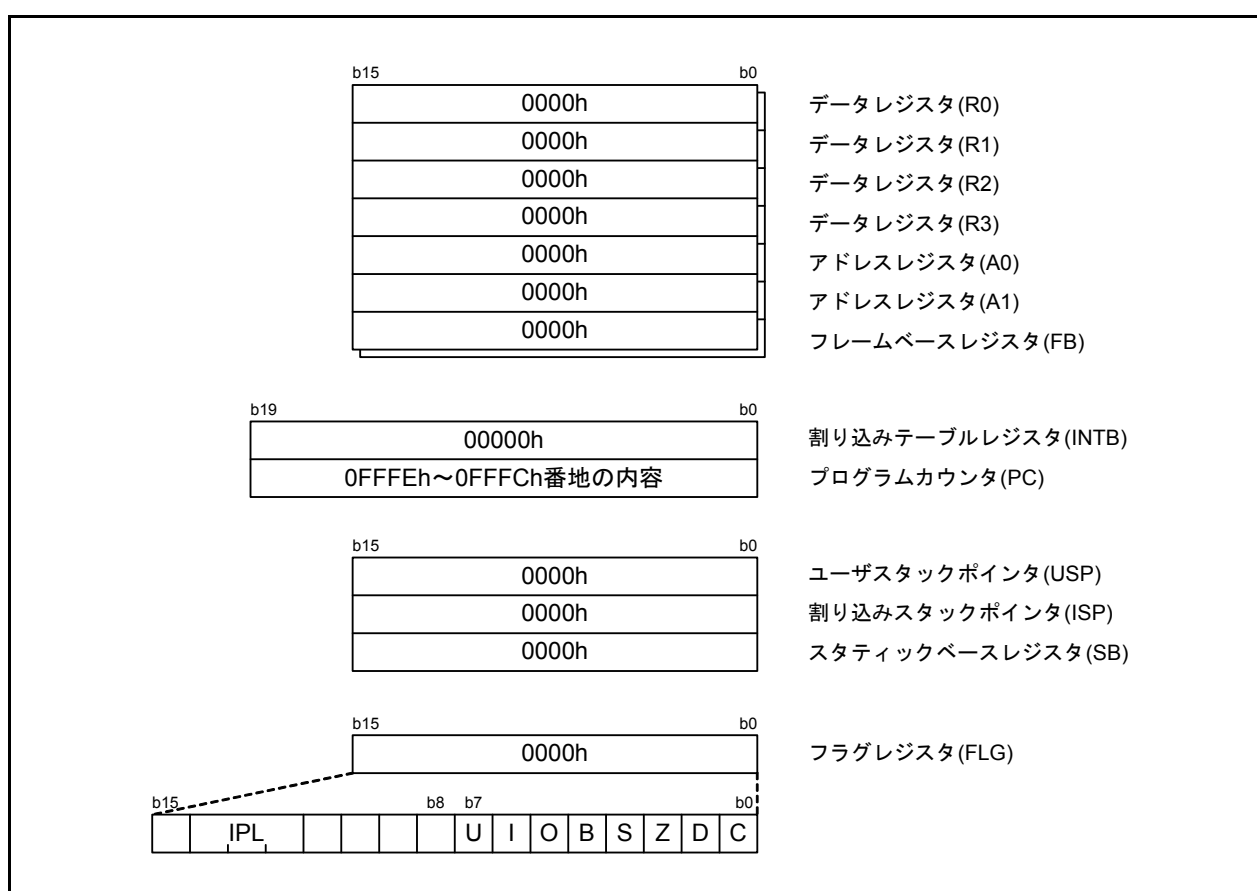 b15 b0
0000h データレジスタ(R0)
0000h データレジスタ(R1)
0000h データレジスタ(R2)
0000h データレジスタ(R3)
0000h アドレスレジスタ(A0)
0000h アドレスレジスタ(A1)
0000h フレームベースレジスタ(FB)
b19 b0
00000h 割り込みテーブルレジスタ(INTB)
0FFFEh～0FFFCh番地の内容 プログラムカウンタ(PC)
b15 b0
0000h ユーザスタックポインタ(USP)
0000h 割り込みスタックポインタ(ISP)
0000h スタティックベースレジスタ(SB)
b15 b0
0000h フラグレジスタ(FLG)
b15 b8 b7 b0
IPL U I O B S Z D C